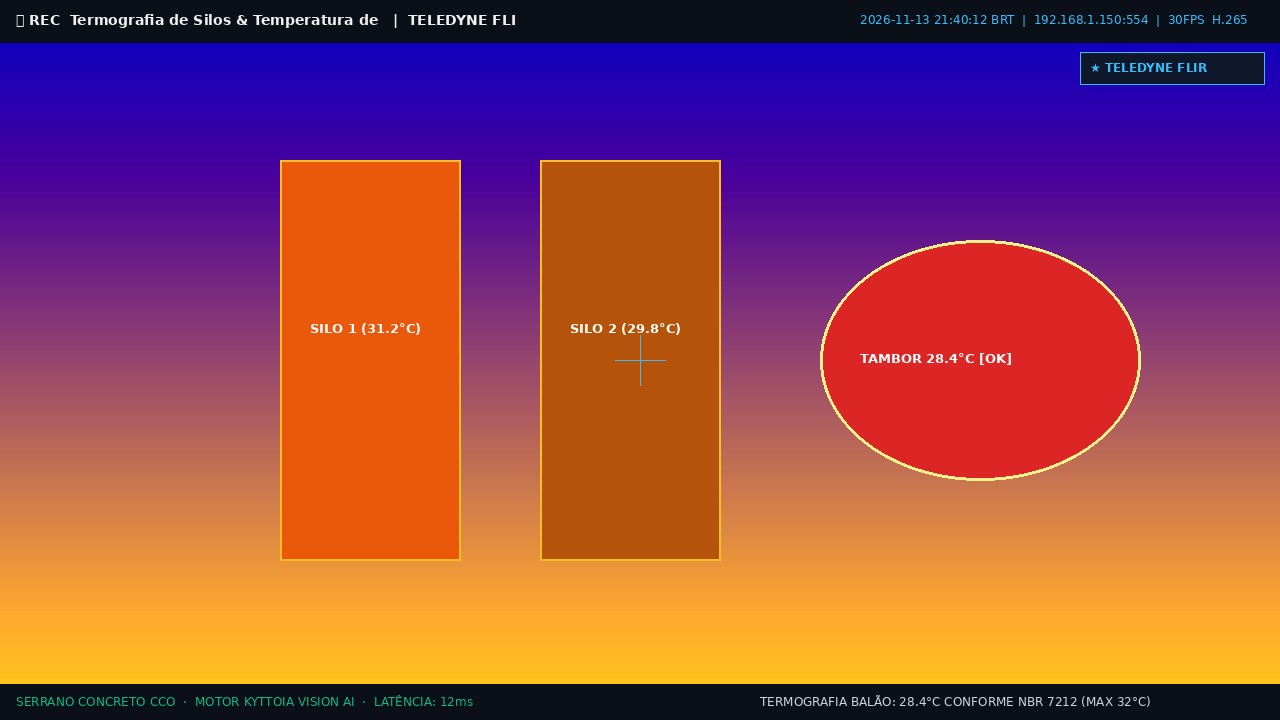 REC Termografia de Silos & Temperatura de | TELEDYNE FLI
2026-11-13 21:40:12 BRT | 192.168.1.150:554 | 30FPS H.265
★ TELEDYNE FLIR
SILO 1 (31.2°C)
SILO 2 (29.8°C)
TAMBOR 28.4°C [OK]
SERRANO CONCRETO CCO · MOTOR KYTTOIA VISION AI · LATÊNCIA: 12ms
TERMOGRAFIA BALÃO: 28.4°C CONFORME NBR 7212 (MAX 32°C)